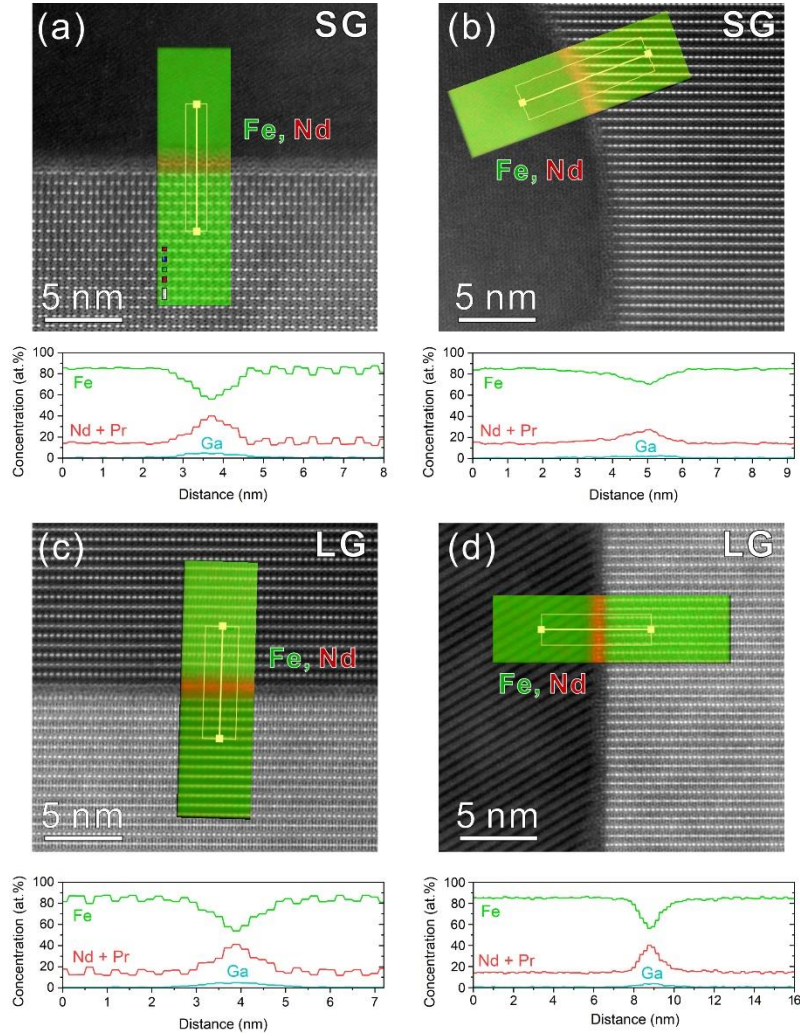 (a) SG
Fe, Nd
5 nm
(b) SG
Fe, Nd
5 nm
Concentration (at.%)
100
80
60
40
20
0
Fe
Nd + Pr
Ga
0 1 2 3 4 5 6 7 8
Distance (nm)
Concentration (at.%)
100
80
60
40
20
0
Fe
Nd + Pr
Ga
0 1 2 3 4 5 6 7 8 9
Distance (nm)
(c) LG
Fe, Nd
5 nm
(d) LG
Fe, Nd
5 nm
Concentration (at.%)
100
80
60
40
20
0
Fe
Nd + Pr
Ga
0 1 2 3 4 5 6 7
Distance (nm)
Concentration (at.%)
100
80
60
40
20
0
Fe
Nd + Pr
Ga
0 2 4 6 8 10 12 14 16
Distance (nm)